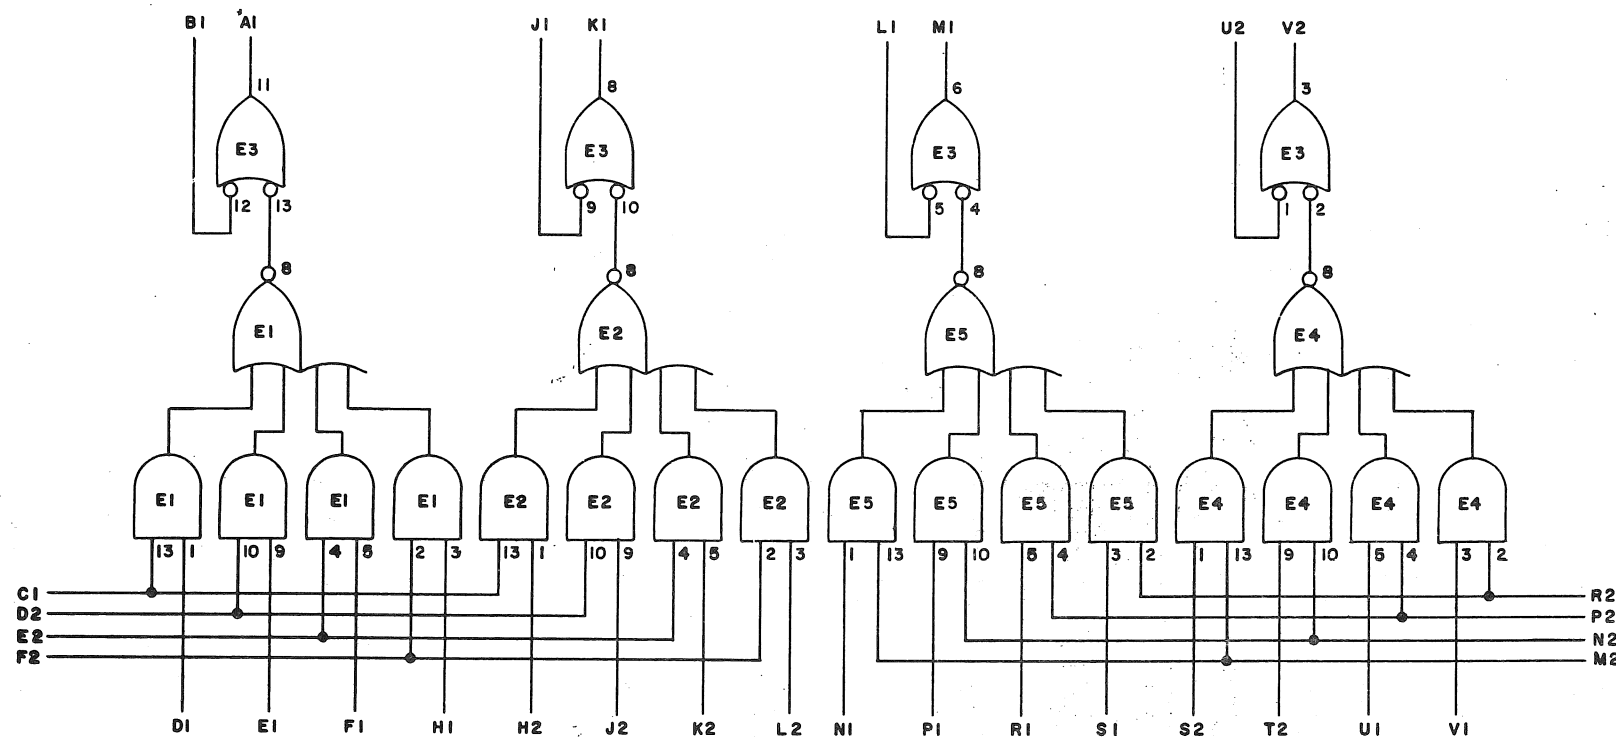 B1 A1 J1 K1 L1 M1 U2 V2
11 8 6 3
E3 E3 E3 E3
12 13 9 10 5 4 1 2
8 8 8 8
E1 E2 E5 E4
E1 E1 E1 E1 E2 E2 E2 E2 E5 E5 E5 E5 E4 E4 E4 E4
13 1 10 9 4 5 2 3 13 1 10 9 4 5 2 3 1 13 9 10 5 4 3 2 1 13 9 10 5 4 3 2
C1 R2
D2 P2
E2 N2
F2 M2
D1 E1 F1 H1 H2 J2 K2 L2 N1 P1 R1 S1 S2 T2 U1 V1